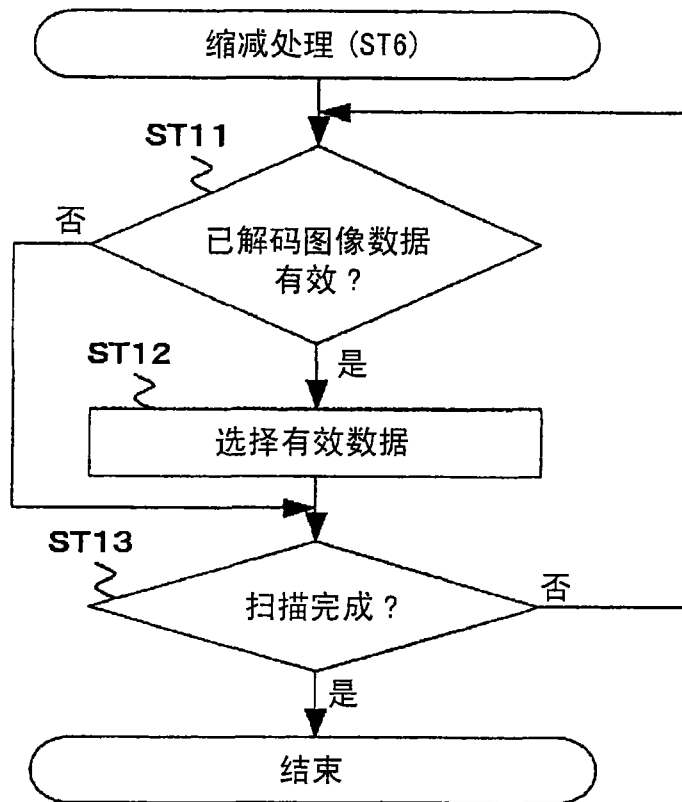 缩减处理 (ST6)
ST11
否
已解码图像数据
有效？
是
ST12
选择有效数据
ST13
扫描完成？
否
是
结束